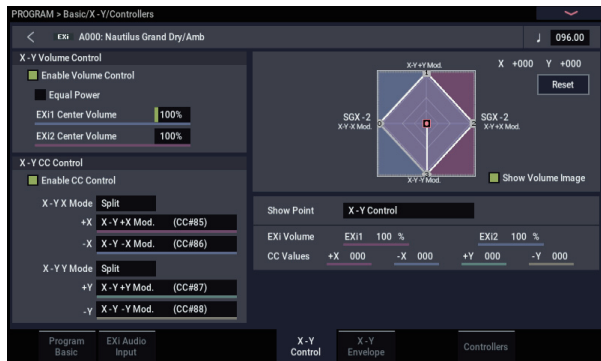 PROGRAM > Basic/X-Y/Controllers
< EXi A000: Nautilus Grand Dry/Amb ♩ 096.00
X-Y Volume Control
Enable Volume Control
Equal Power
EXi1 Center Volume 100%
EXi2 Center Volume 100%
X-Y CC Control
Enable CC Control
X-Y X Mode Split
+X X-Y +X Mod. (CC#85)
-X X-Y -X Mod. (CC#86)
X-Y Y Mode Split
+Y X-Y +Y Mod. (CC#87)
-Y X-Y -Y Mod. (CC#88)
X-Y +Y Mod.
X +000 Y +000
Reset
SGX-2
X-Y-X Mod.
SGX-2
X-Y+X Mod.
X-Y -Y Mod.
Show Volume Image
Show Point X-Y Control
EXi Volume EXi1 100 % EXi2 100 %
CC Values +X 000 -X 000 +Y 000 -Y 000
Program Basic
EXi Audio Input
X-Y Control
X-Y Envelope
Controllers